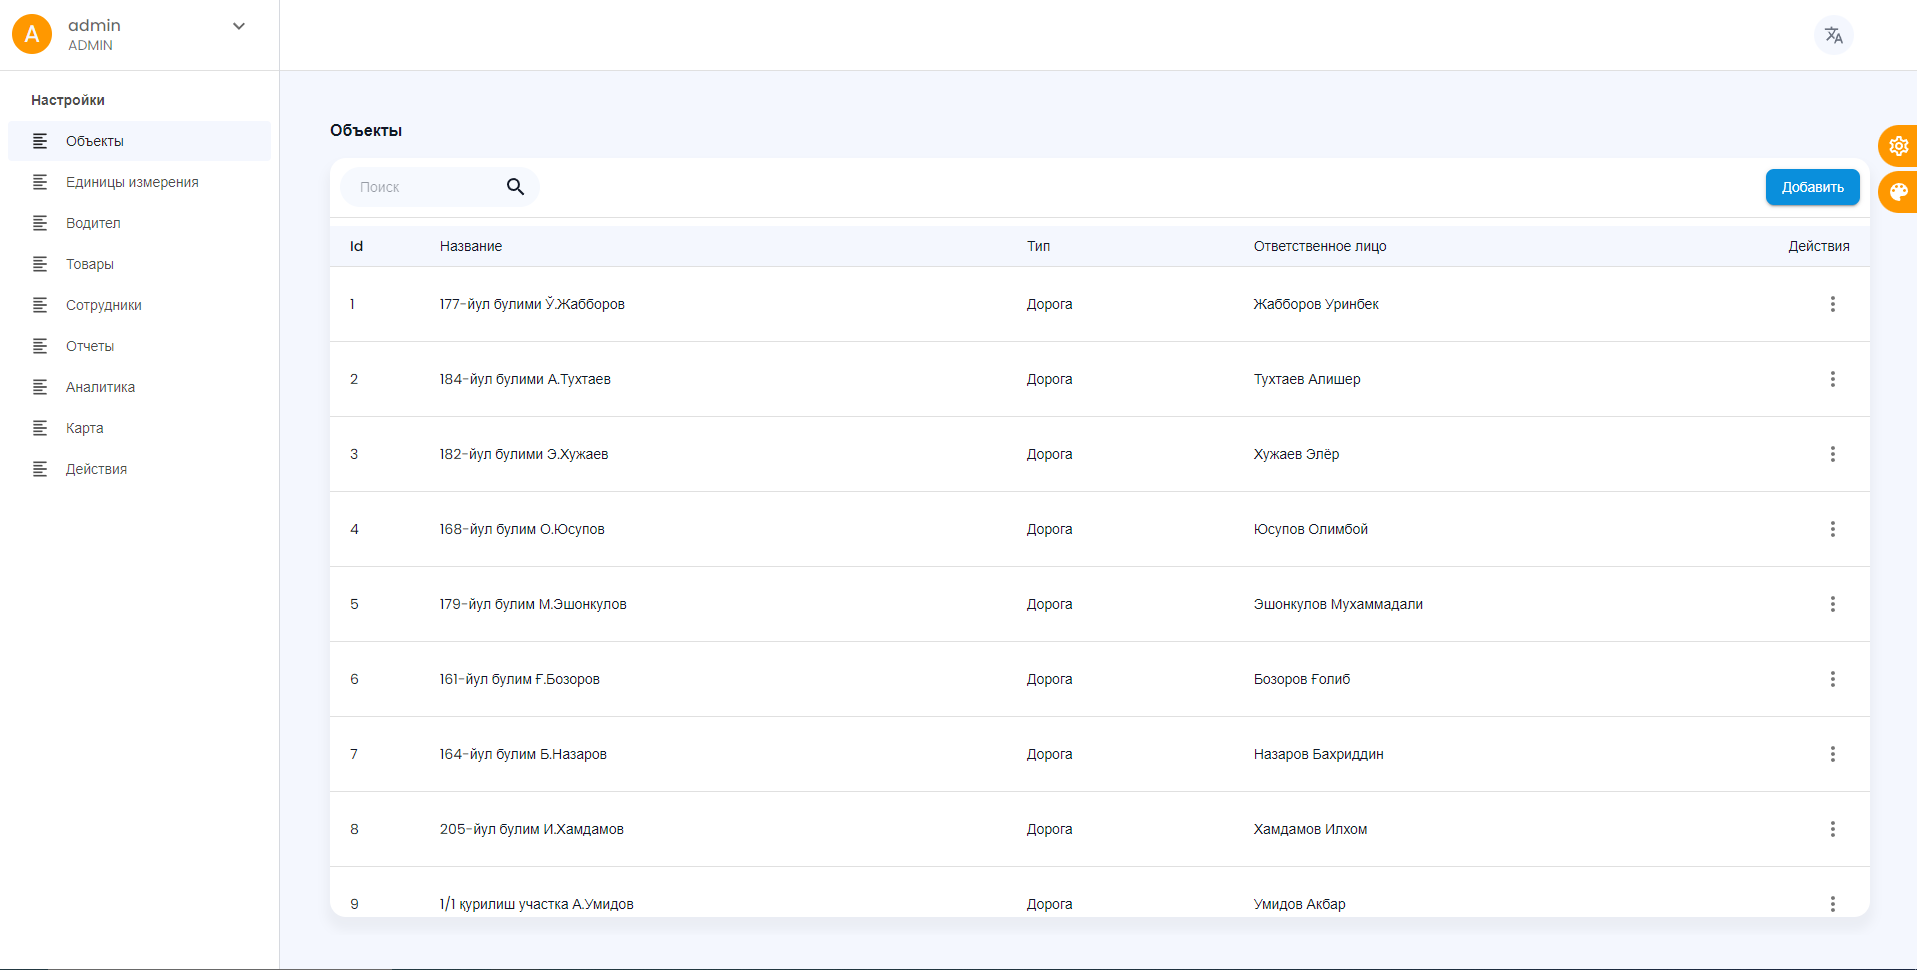 A
admin
ADMIN
Настройки
Объекты
Единицы измерения
Водител
Товары
Сотрудники
Отчеты
Аналитика
Карта
Действия
Объекты
Поиск
Добавить
Id Название Тип Ответственное лицо Действия
1 177-йул булими Ў.Жабборов Дорога Жабборов Уринбек
2 184-йул булими А.Тухтаев Дорога Тухтаев Алишер
3 182-йул булими Э.Хужаев Дорога Хужаев Элёр
4 168-йул булим О.Юсупов Дорога Юсупов Олимбой
5 179-йул булим М.Эшонкулов Дорога Эшонкулов Мухаммадали
6 161-йул булим Ғ.Бозоров Дорога Бозоров Ғолиб
7 164-йул булим Б.Назаров Дорога Назаров Бахриддин
8 205-йул булим И.Хамдамов Дорога Хамдамов Илхом
9 1/1 қурилиш участка А.Умидов Дорога Умидов Акбар